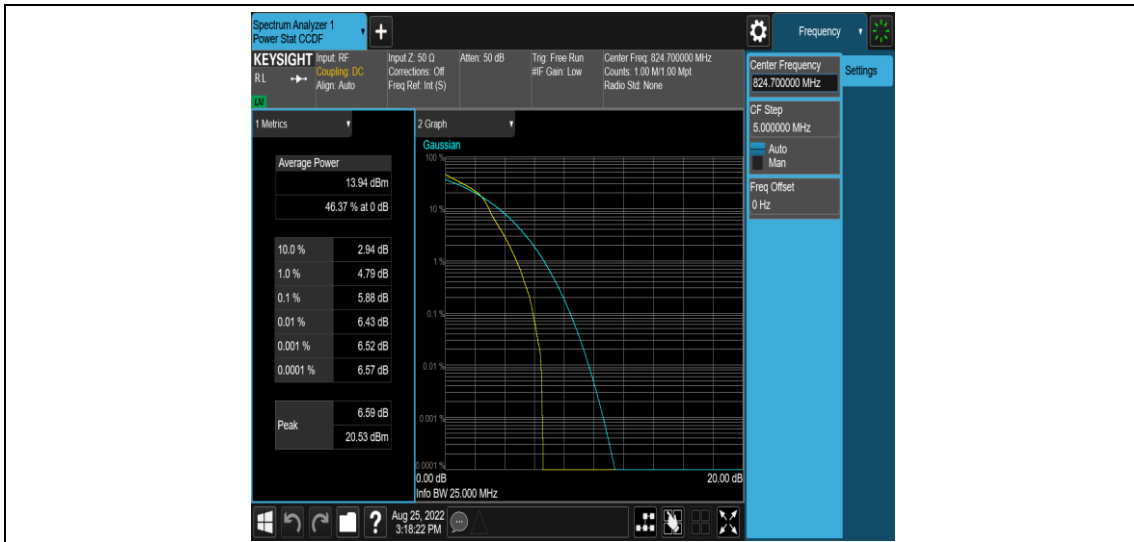 Spectrum Analyzer 1
Power Stat CCDF
+
Frequency
KEYSIGHT
RL
LNI
Input: RF
Coupling: DC
Align: Auto
Input Z: 50 Ω
Corrections: Off
Freq Ref: Int (S)
Atten: 50 dB
Trig: Free Run
#IF Gain: Low
Center Freq: 824.700000 MHz
Counts: 1.00 M/1.00 Mpt
Radio Std: None
Center Frequency
824.700000 MHz
Settings
CF Step
5.000000 MHz
Auto
Man
Freq Offset
0 Hz
1 Metrics
Average Power
13.94 dBm
46.37 % at 0 dB
10.0 % 2.94 dB
1.0 % 4.79 dB
0.1 % 5.88 dB
0.01 % 6.43 dB
0.001 % 6.52 dB
0.0001 % 6.57 dB
Peak
6.59 dB
20.53 dBm
2 Graph
Gaussian
100 %
10 %
1 %
0.1 %
0.01 %
0.001 %
0.0001 %
0.00 dB 20.00 dB
Info BW 25.000 MHz
?
Aug 25, 2022
3:18:22 PM